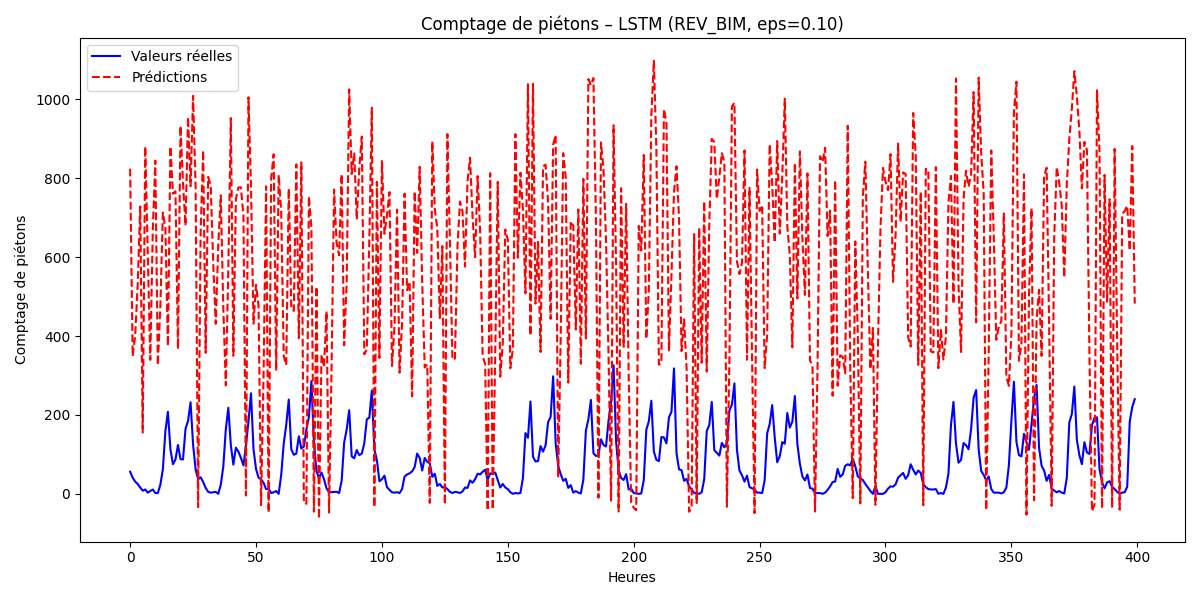 Comptage de piétons – LSTM (REV_BIM, eps=0.10)
Valeurs réelles
Prédictions
Comptage de piétons
1000
800
600
400
200
0
0 50 100 150 200 250 300 350 400
Heures